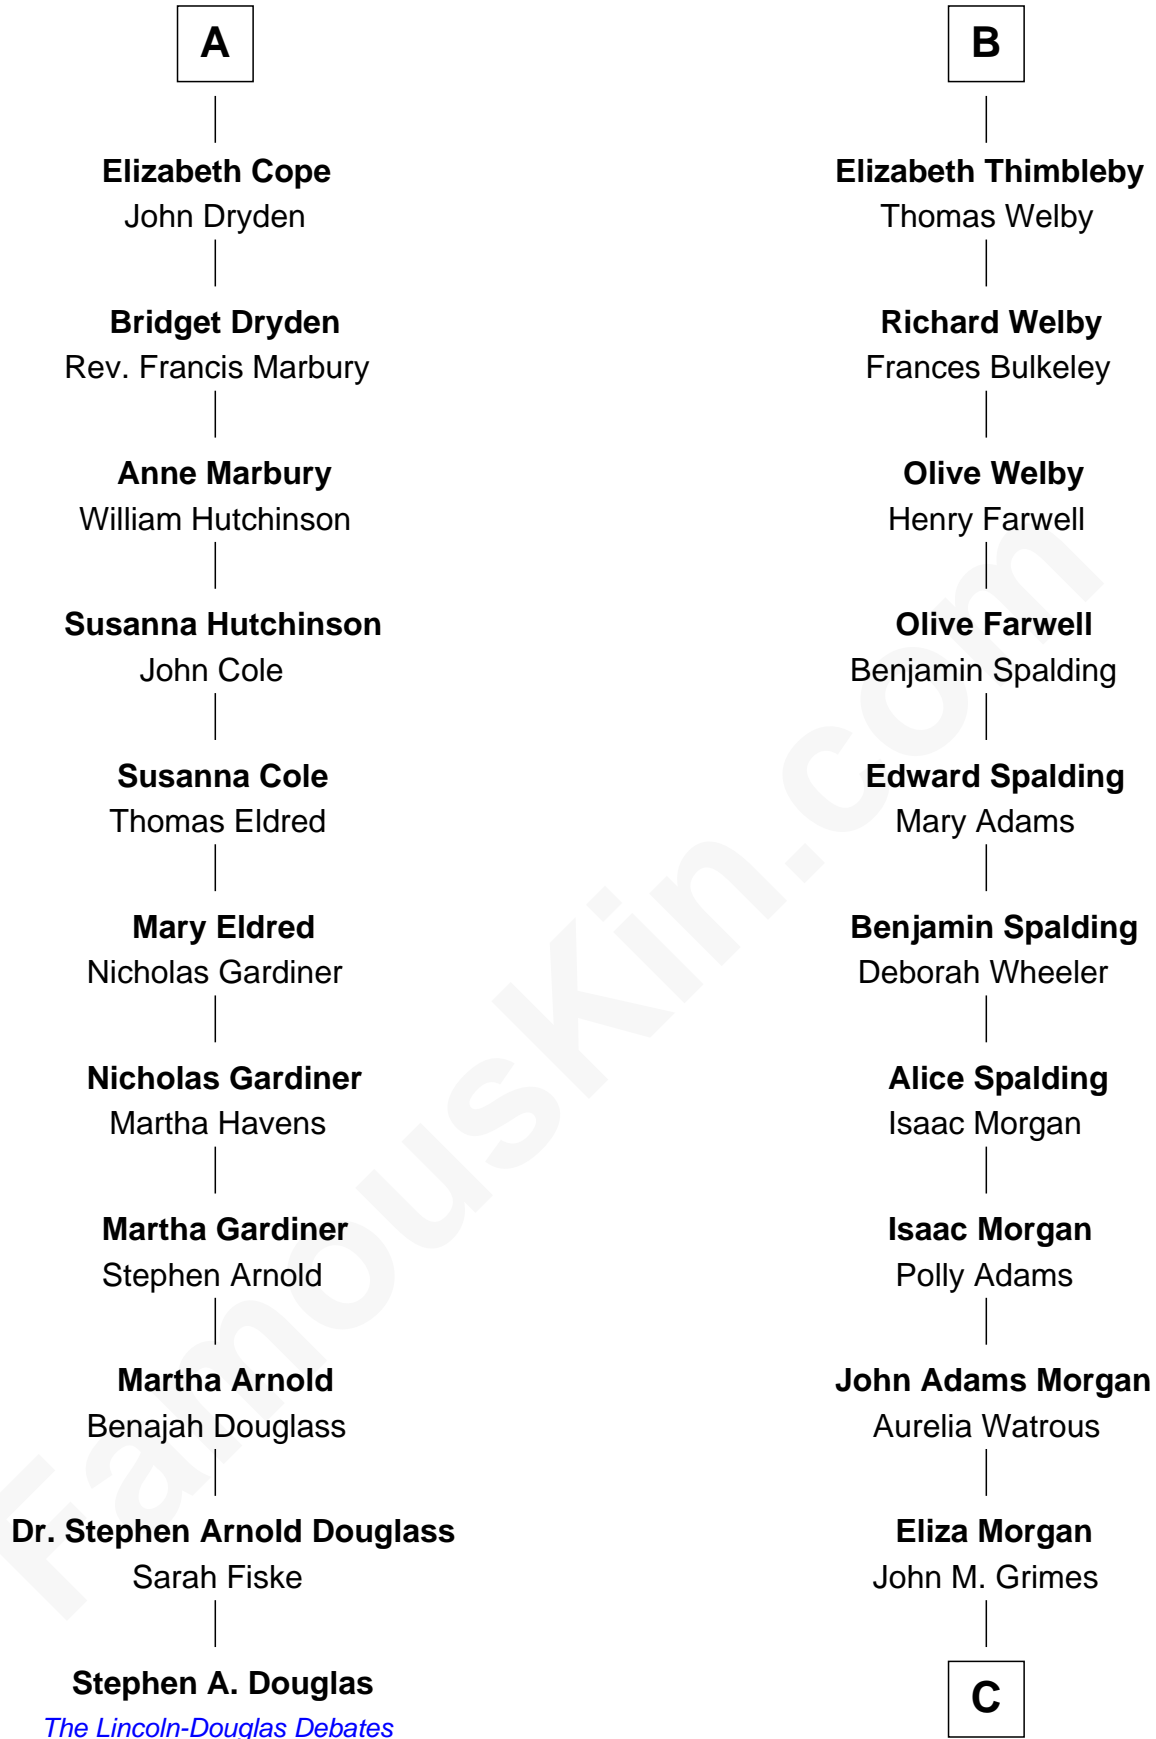 A
Elizabeth Cope
John Dryden
Bridget Dryden
Rev. Francis Marbury
Anne Marbury
William Hutchinson
Susanna Hutchinson
John Cole
Susanna Cole
Thomas Eldred
Mary Eldred
Nicholas Gardiner
Nicholas Gardiner
Martha Havens
Martha Gardiner
Stephen Arnold
Martha Arnold
Benajah Douglass
Dr. Stephen Arnold Douglass
Sarah Fiske
Stephen A. Douglas
The Lincoln-Douglas Debates
B
Elizabeth Thimbleby
Thomas Welby
Richard Welby
Frances Bulkeley
Olive Welby
Henry Farwell
Olive Farwell
Benjamin Spalding
Edward Spalding
Mary Adams
Benjamin Spalding
Deborah Wheeler
Alice Spalding
Isaac Morgan
Isaac Morgan
Polly Adams
John Adams Morgan
Aurelia Watrous
Eliza Morgan
John M. Grimes
C
FamousKin.com